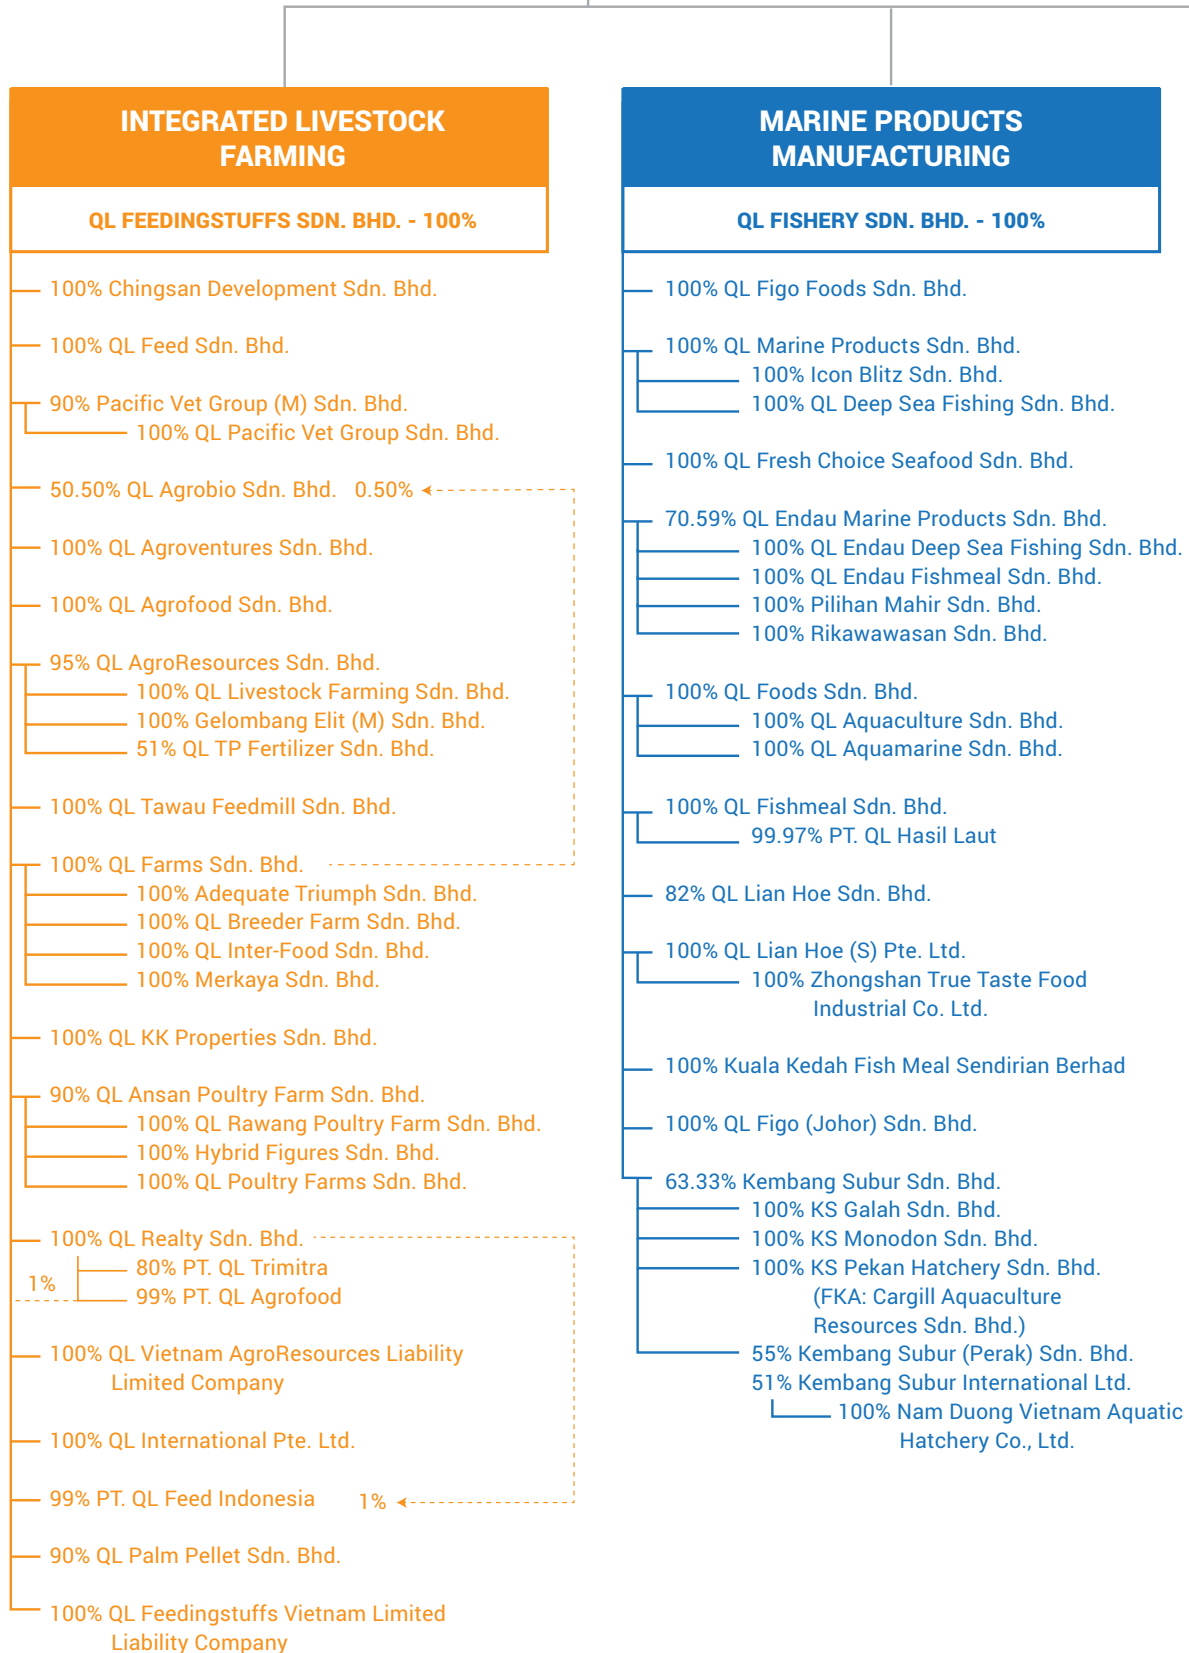 INTEGRATED LIVESTOCK
FARMING
QL FEEDINGSTUFFS SDN. BHD. - 100%
100% Chingsan Development Sdn. Bhd.
100% QL Feed Sdn. Bhd.
90% Pacific Vet Group (M) Sdn. Bhd.
100% QL Pacific Vet Group Sdn. Bhd.
50.50% QL Agrobio Sdn. Bhd. 0.50%
100% QL Agroventures Sdn. Bhd.
100% QL Agrofood Sdn. Bhd.
95% QL AgroResources Sdn. Bhd.
100% QL Livestock Farming Sdn. Bhd.
100% Gelombang Elit (M) Sdn. Bhd.
51% QL TP Fertilizer Sdn. Bhd.
100% QL Tawau Feedmill Sdn. Bhd.
100% QL Farms Sdn. Bhd.
100% Adequate Triumph Sdn. Bhd.
100% QL Breeder Farm Sdn. Bhd.
100% QL Inter-Food Sdn. Bhd.
100% Merkaya Sdn. Bhd.
100% QL KK Properties Sdn. Bhd.
90% QL Ansan Poultry Farm Sdn. Bhd.
100% QL Rawang Poultry Farm Sdn. Bhd.
100% Hybrid Figures Sdn. Bhd.
100% QL Poultry Farms Sdn. Bhd.
100% QL Realty Sdn. Bhd.
80% PT. QL Trimitra
1%
99% PT. QL Agrofood
100% QL Vietnam AgroResources Liability
Limited Company
100% QL International Pte. Ltd.
99% PT. QL Feed Indonesia 1%
90% QL Palm Pellet Sdn. Bhd.
100% QL Feedingstuffs Vietnam Limited
Liability Company
MARINE PRODUCTS
MANUFACTURING
QL FISHERY SDN. BHD. - 100%
100% QL Figo Foods Sdn. Bhd.
100% QL Marine Products Sdn. Bhd.
100% Icon Blitz Sdn. Bhd.
100% QL Deep Sea Fishing Sdn. Bhd.
100% QL Fresh Choice Seafood Sdn. Bhd.
70.59% QL Endau Marine Products Sdn. Bhd.
100% QL Endau Deep Sea Fishing Sdn. Bhd.
100% QL Endau Fishmeal Sdn. Bhd.
100% Pilihan Mahir Sdn. Bhd.
100% Rikawawasan Sdn. Bhd.
100% QL Foods Sdn. Bhd.
100% QL Aquaculture Sdn. Bhd.
100% QL Aquamarine Sdn. Bhd.
100% QL Fishmeal Sdn. Bhd.
99.97% PT. QL Hasil Laut
82% QL Lian Hoe Sdn. Bhd.
100% QL Lian Hoe (S) Pte. Ltd.
100% Zhongshan True Taste Food
Industrial Co. Ltd.
100% Kuala Kedah Fish Meal Sendirian Berhad
100% QL Figo (Johor) Sdn. Bhd.
63.33% Kembang Subur Sdn. Bhd.
100% KS Galah Sdn. Bhd.
100% KS Monodon Sdn. Bhd.
100% KS Pekan Hatchery Sdn. Bhd.
(FKA: Cargill Aquaculture
Resources Sdn. Bhd.)
55% Kembang Subur (Perak) Sdn. Bhd.
51% Kembang Subur International Ltd.
100% Nam Duong Vietnam Aquatic
Hatchery Co., Ltd.